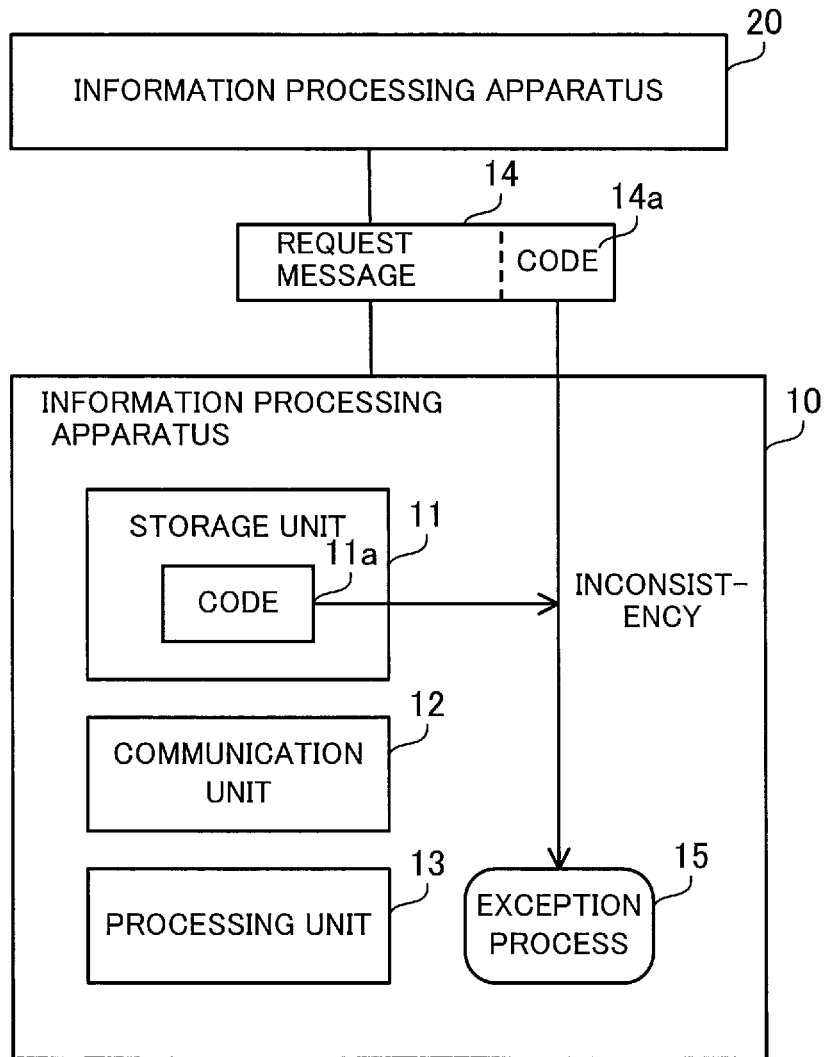 20
INFORMATION PROCESSING APPARATUS
14
14a
REQUEST
MESSAGE
CODE
INFORMATION PROCESSING
APPARATUS
10
STORAGE UNIT
11
11a
CODE
INCONSIST-
ENCY
12
COMMUNICATION
UNIT
13
PROCESSING UNIT
15
EXCEPTION
PROCESS